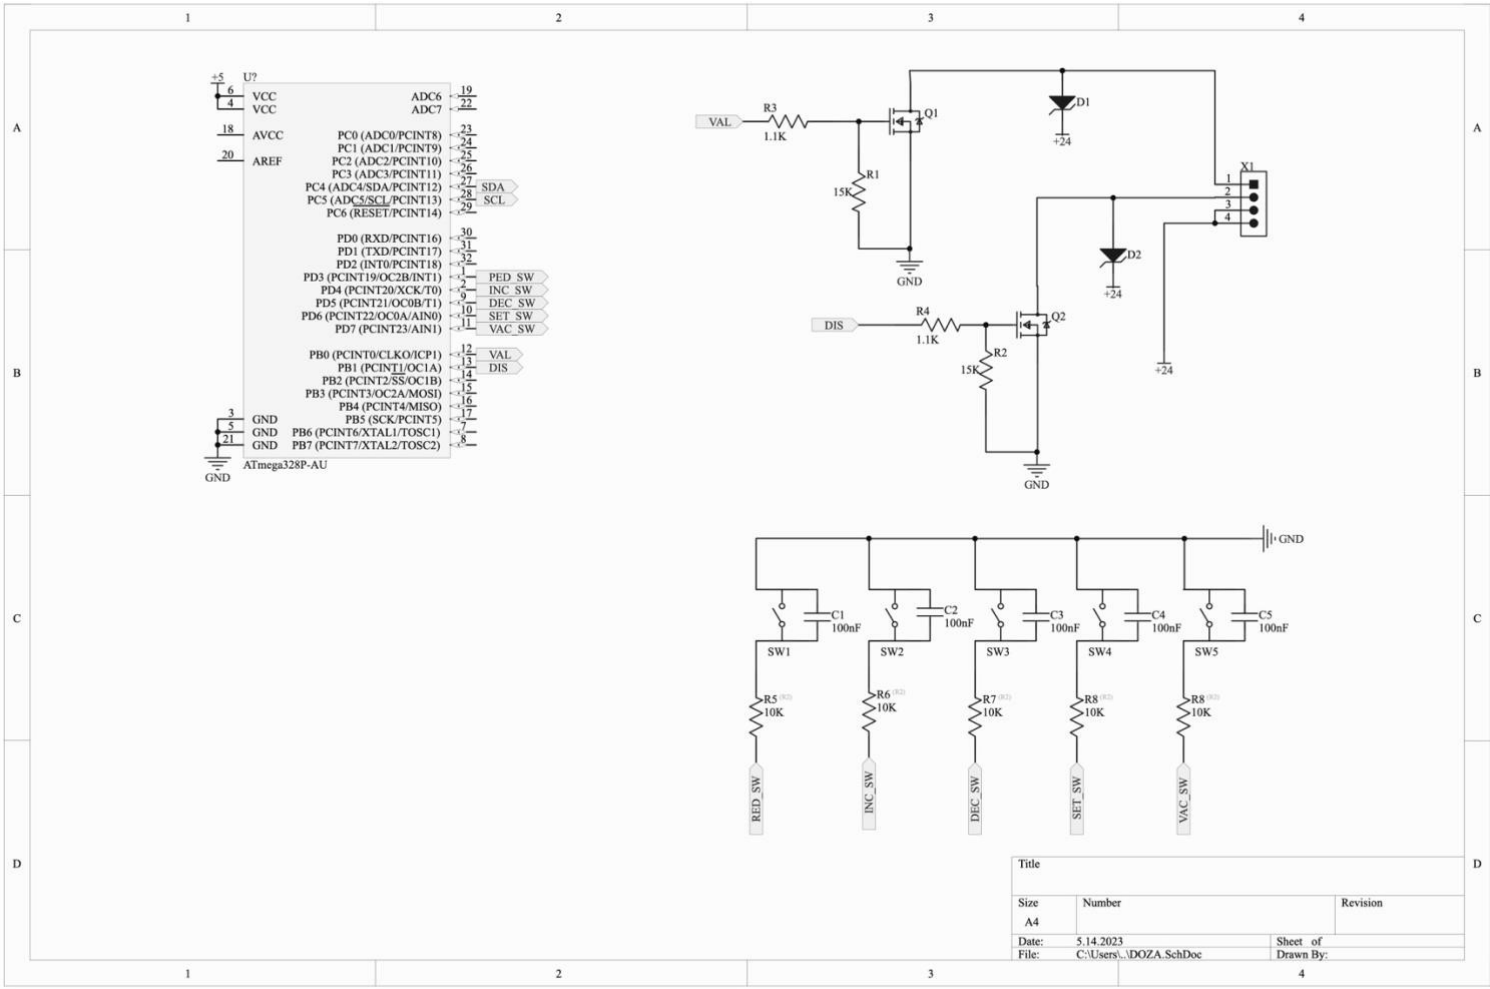 1 2 3 4
A
B
C
D
A
B
C
D
1 2 3 4
+5
U?
6 VCC
4 VCC
18 AVCC
20 AREF
3 GND
5 GND
21 GND
GND
ADC6 19
ADC7 22
PC0 (ADC0/PCINT8) 23
PC1 (ADC1/PCINT9) 24
PC2 (ADC2/PCINT10) 25
PC3 (ADC3/PCINT11) 26
PC4 (ADC4/SDA/PCINT12) 27 SDA
PC5 (ADC5/SCL/PCINT13) 28 SCL
PC6 (RESET/PCINT14) 29
PD0 (RXD/PCINT16) 30
PD1 (TXD/PCINT17) 31
PD2 (INT0/PCINT18) 32
PD3 (PCINT19/OC2B/INT1) 1 PED_SW
PD4 (PCINT20/XCK/T0) 2 INC_SW
PD5 (PCINT21/OC0B/T1) 9 DEC_SW
PD6 (PCINT22/OC0A/AIN0) 10 SET_SW
PD7 (PCINT23/AIN1) 11 VAC_SW
PB0 (PCINT0/CLKO/ICP1) 12 VAL
PB1 (PCINT1/OC1A) 13 DIS
PB2 (PCINT2/SS/OC1B) 14
PB3 (PCINT3/OC2A/MOSI) 15
PB4 (PCINT4/MISO) 16
PB5 (SCK/PCINT5) 17
PB6 (PCINT6/XTAL1/TOSC1) 7
PB7 (PCINT7/XTAL2/TOSC2) 8
ATmega328P-AU
VAL
R3
1.1K
Q1
R1
15K
GND
D1
+24
X1
1
2
3
4
D2
+24
+24
DIS
R4
1.1K
Q2
R2
15K
GND
GND
C1
100nF
C2
100nF
C3
100nF
C4
100nF
C5
100nF
SW1 SW2 SW3 SW4 SW5
R5 (R2)
10K
R6 (R2)
10K
R7 (R2)
10K
R8 (R2)
10K
R8 (R2)
10K
RED_SW
INC_SW
DEC_SW
SET_SW
VAC_SW
Title
Size Number Revision
A4
Date: 5.14.2023 Sheet of
File: C:\Users\..\DOZA.SchDoc Drawn By: